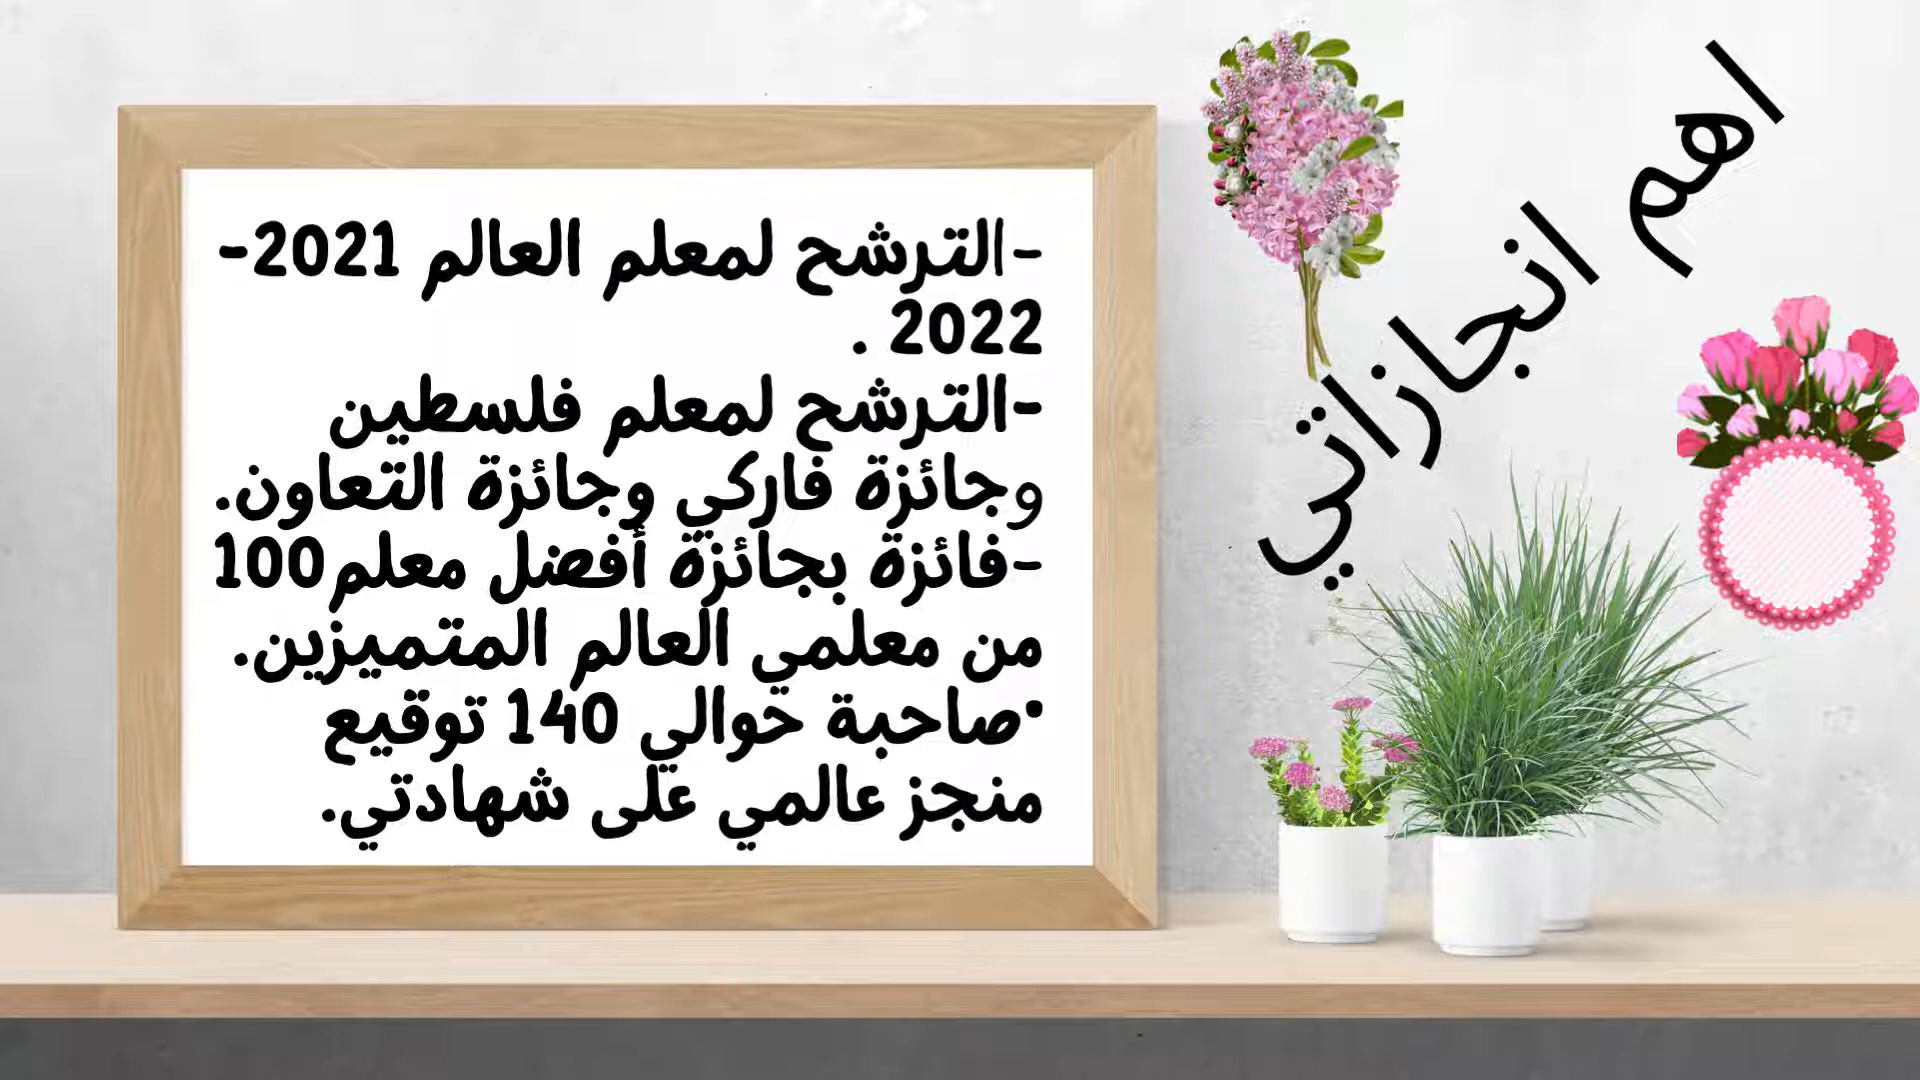 اهم انجازاتي
-الترشح لمعلم العالم 2021-
2022 .
-الترشح لمعلم فلسطين
وجائزة فاركي وجائزة التعاون.
-فائزة بجائزة أفضل معلم100
من معلمي العالم المتميزين.
•صاحبة حوالي 140 توقيع
منجز عالمي على شهادتي.